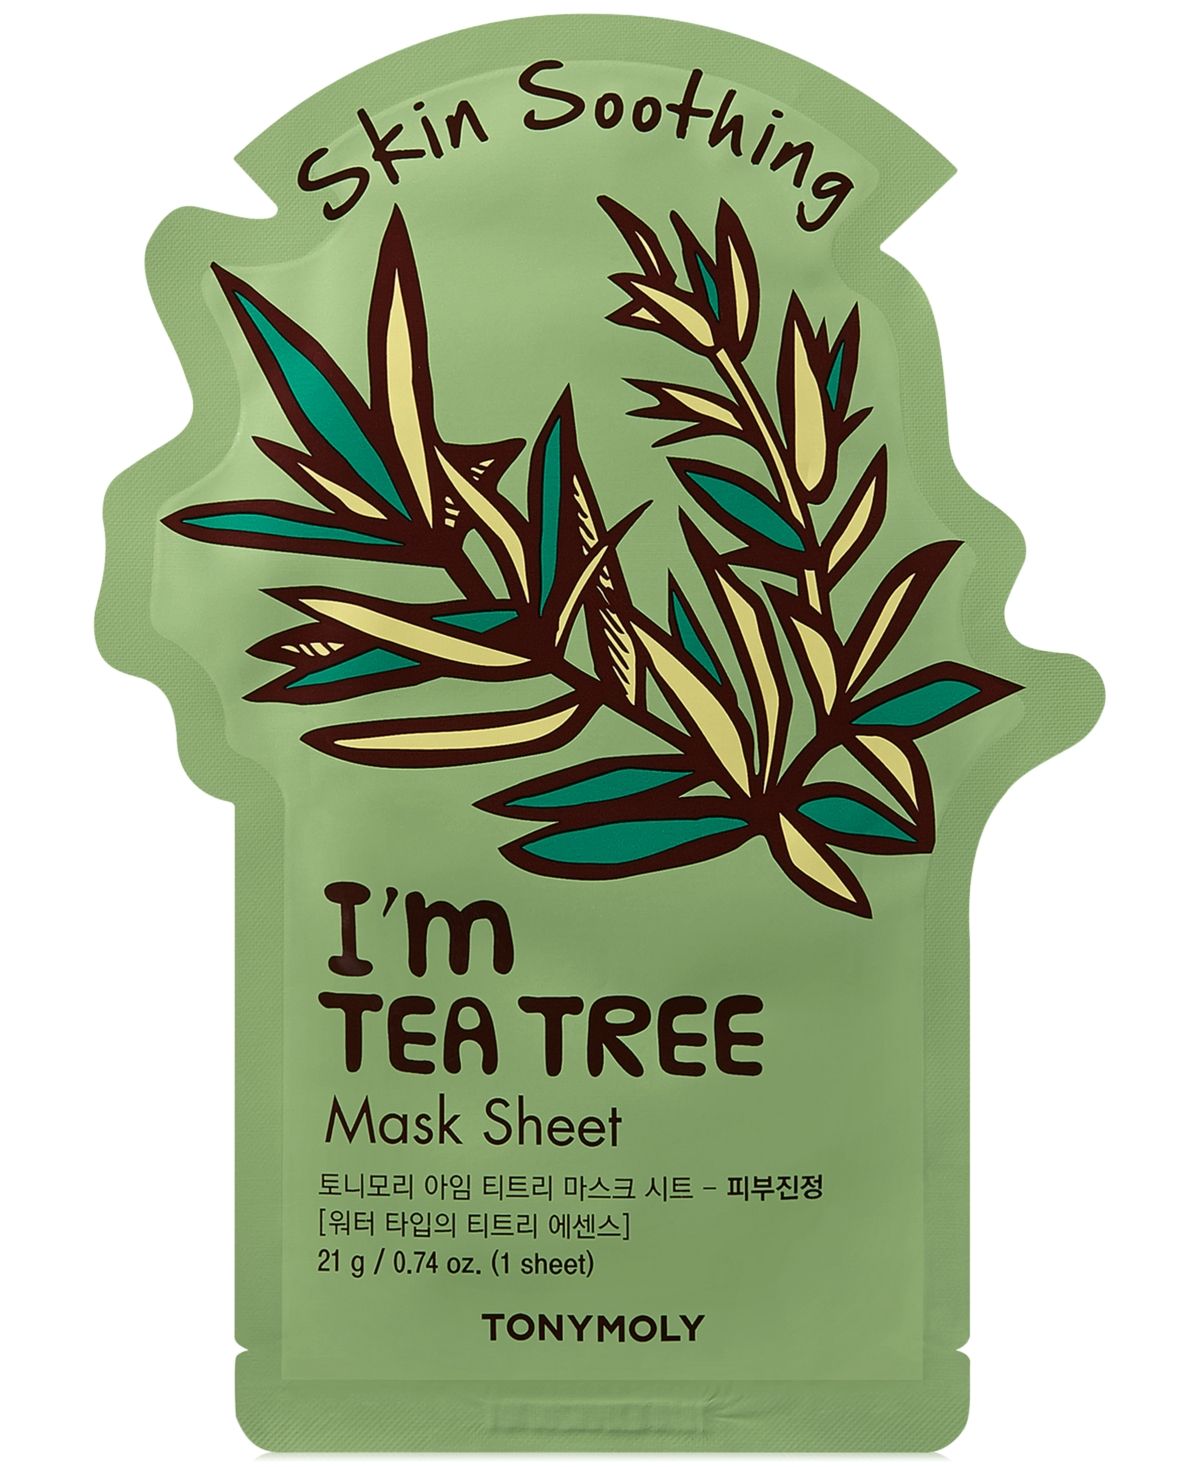 Skin Soothing
I'm
TEA TREE
Mask Sheet
토니모리 아임 티트리 마스크 시트 – 피부진정
[워터 타입의 티트리 에센스]
21 g / 0.74 oz. (1 sheet)
TONYMOLY